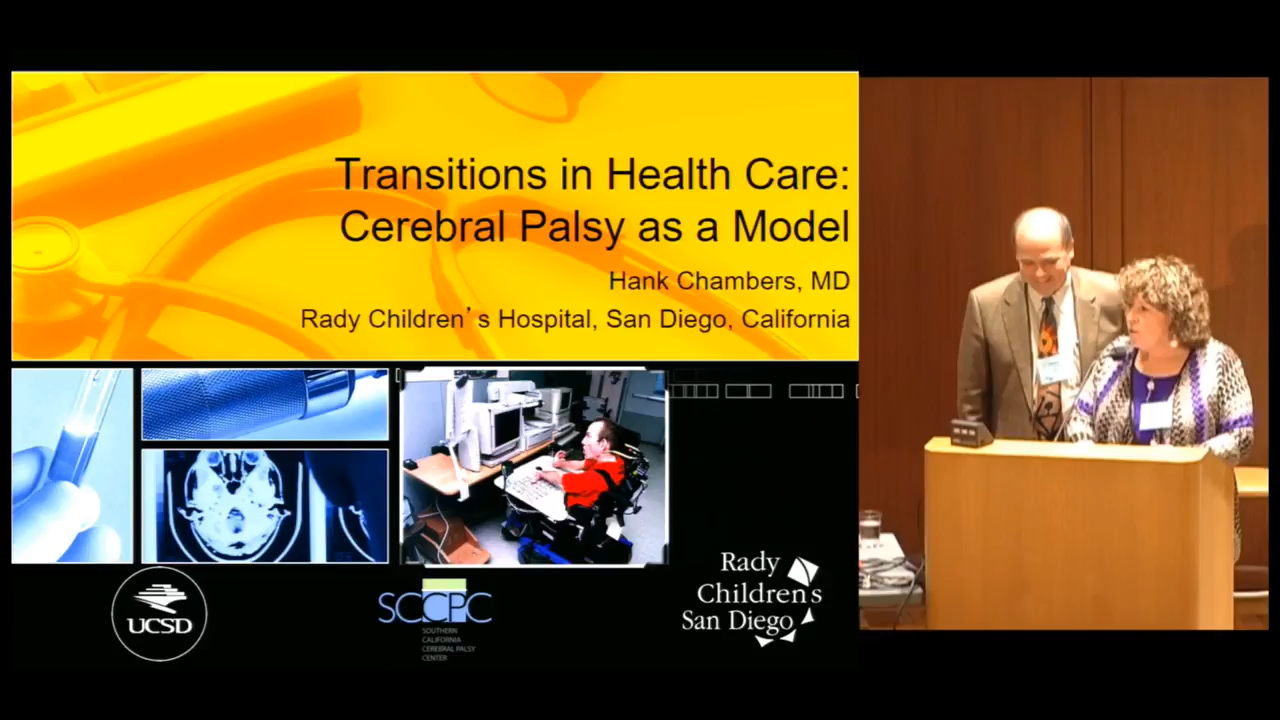 Transitions in Health Care:
Cerebral Palsy as a Model
Hank Chambers, MD
Rady Children's Hospital, San Diego, California
UCSD
SCCPC
SOUTHERN
CALIFORNIA
CEREBRAL PALSY
CENTER
Rady
Children's
San Diego